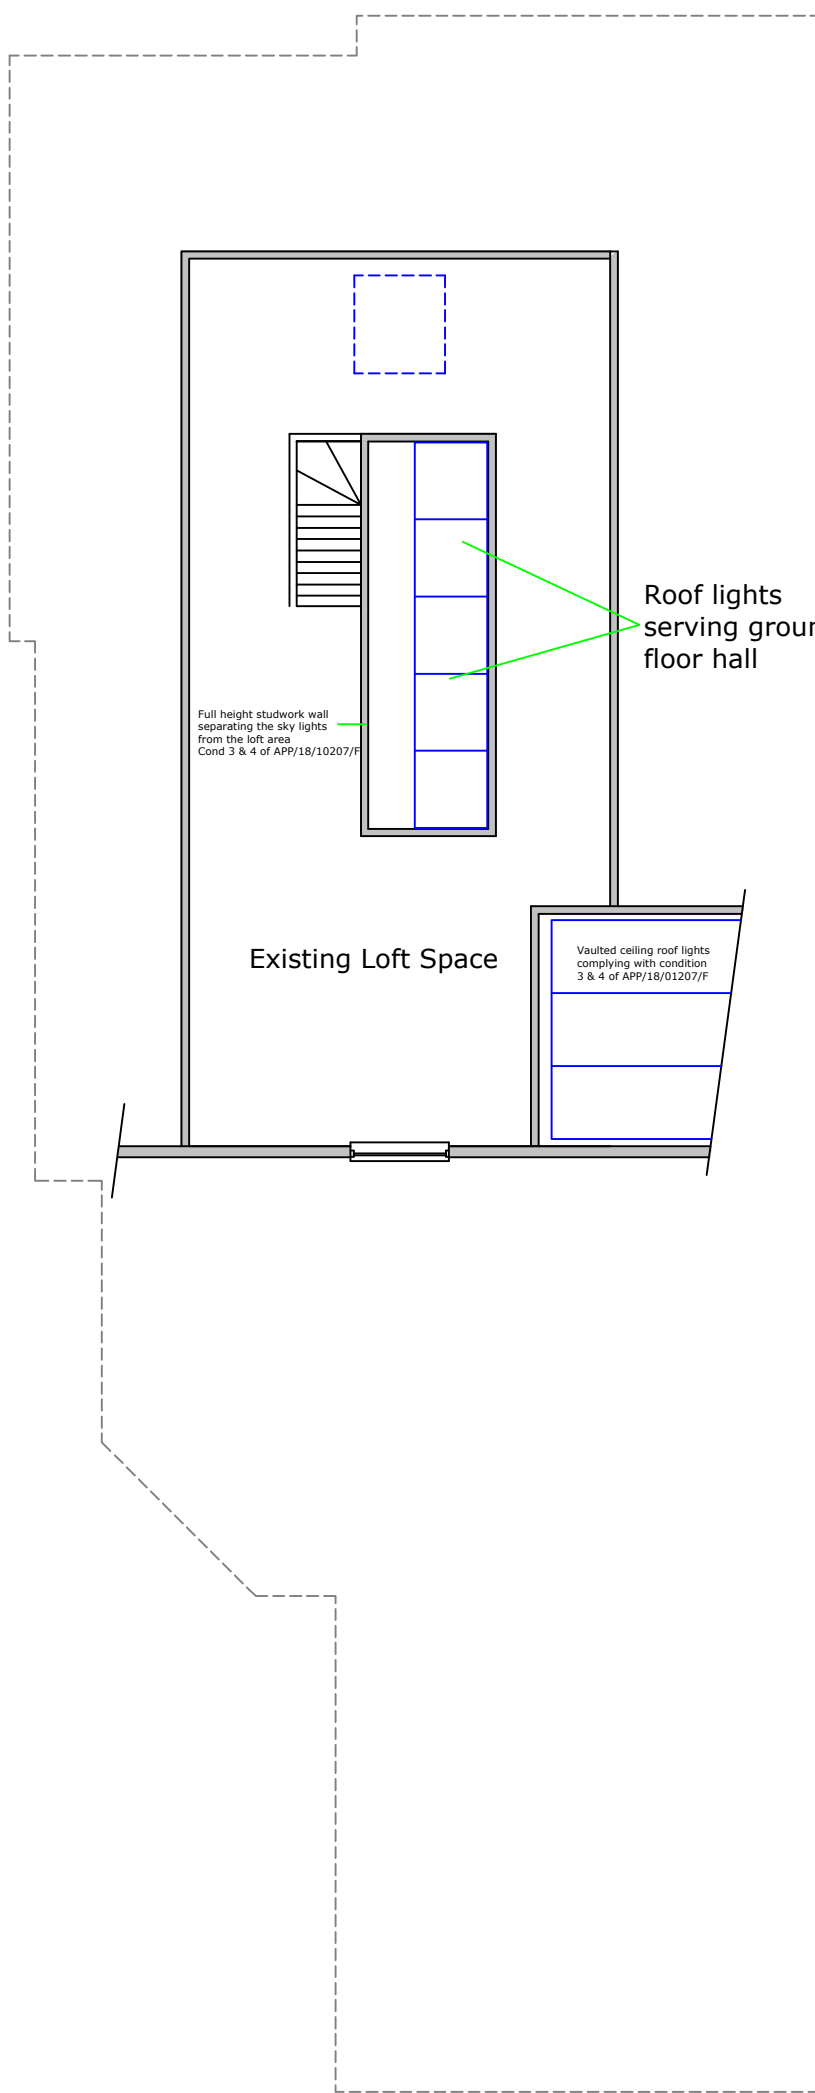 Roof lights
serving groun
floor hall
Full height studwork wall
separating the sky lights
from the loft area
Cond 3 & 4 of APP/18/10207/F
Existing Loft Space
Vaulted ceiling roof lights
complying with condition
3 & 4 of APP/18/01207/F